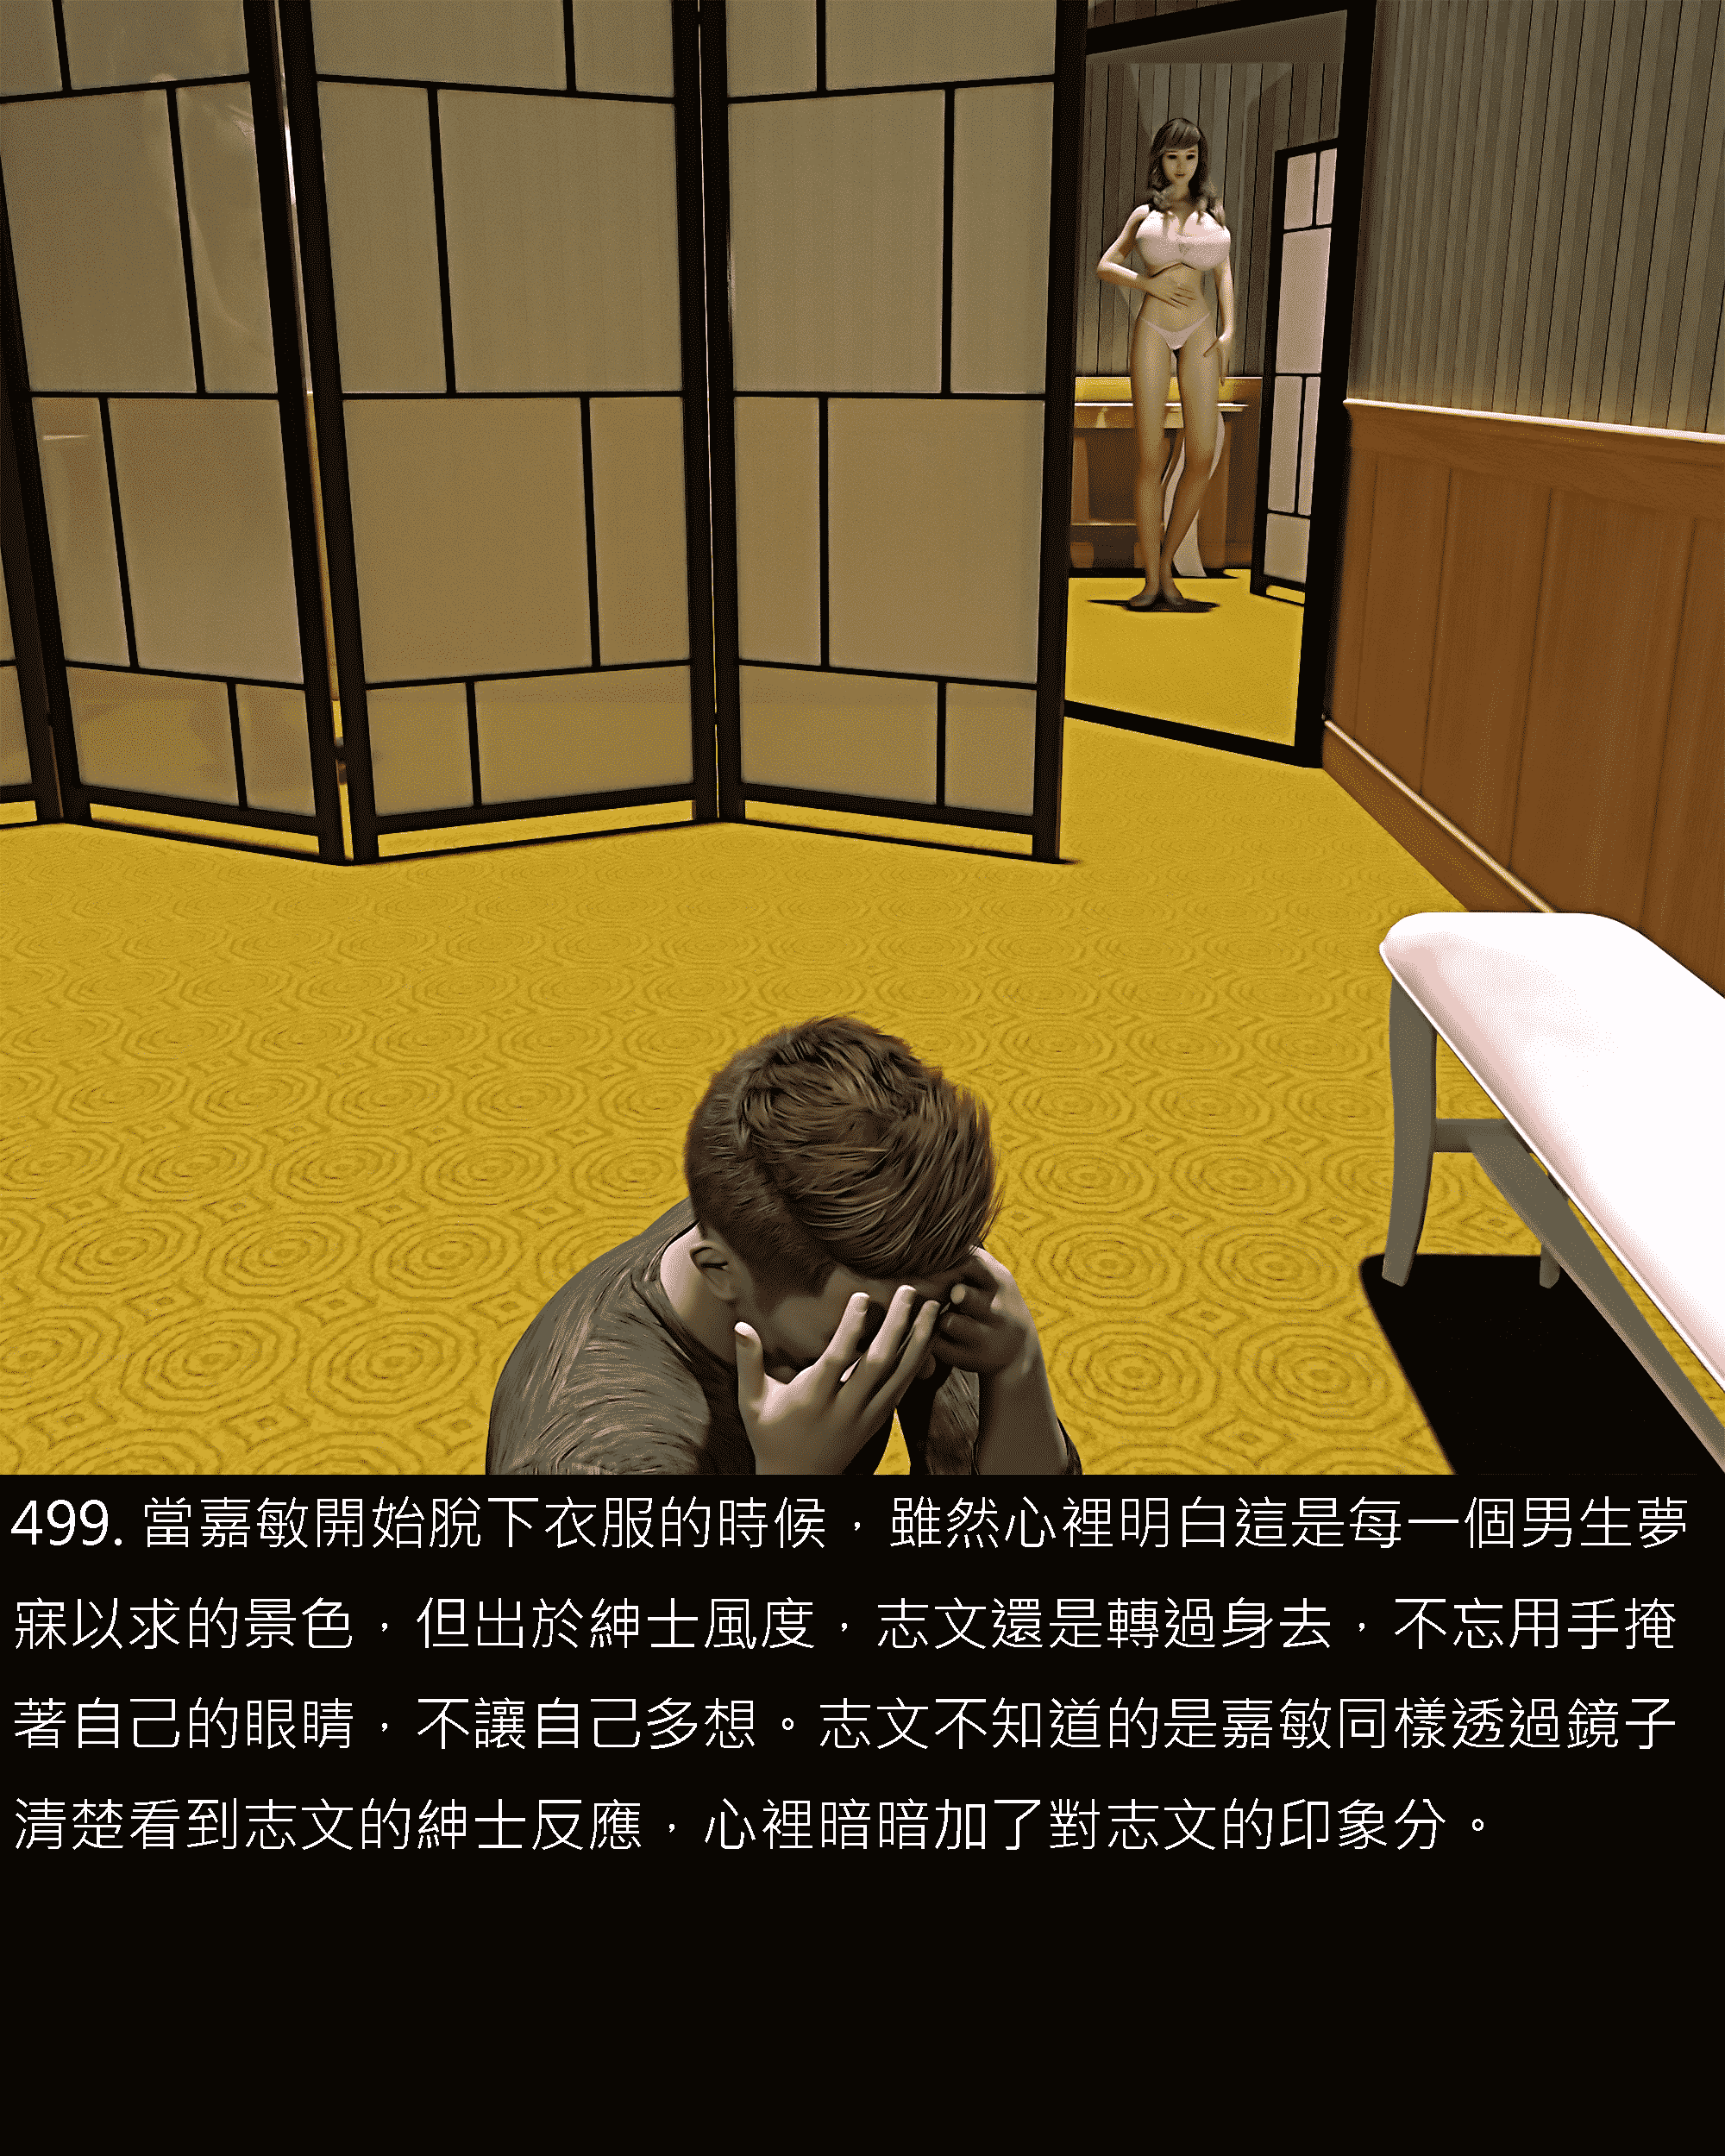 499. 當嘉敏開始脫下衣服的時候，雖然心裡明白這是每一個男生夢
寐以求的景色，但出於紳士風度，志文還是轉過身去，不忘用手掩
著自己的眼睛，不讓自己多想。志文不知道的是嘉敏同樣透過鏡子
清楚看到志文的紳士反應，心裡暗暗加了對志文的印象分。